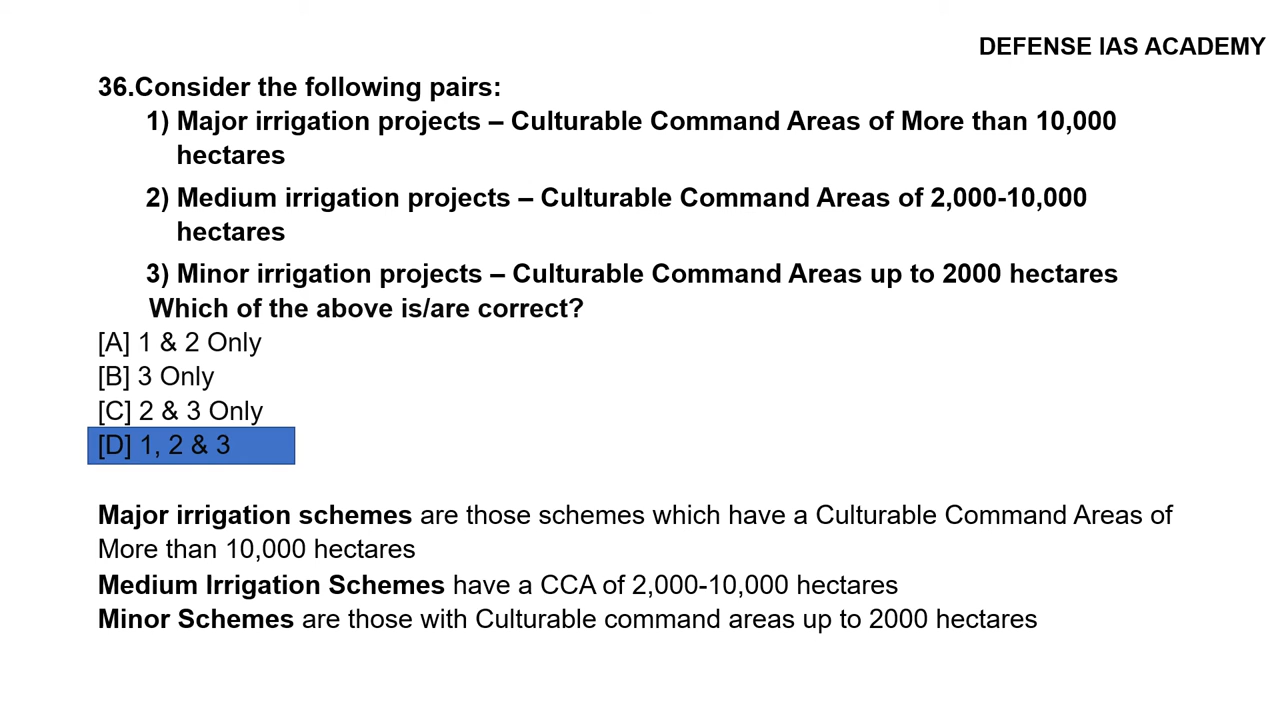 DEFENSE IAS ACADEMY
36.Consider the following pairs:
1) Major irrigation projects – Culturable Command Areas of More than 10,000
hectares
2) Medium irrigation projects – Culturable Command Areas of 2,000-10,000
hectares
3) Minor irrigation projects – Culturable Command Areas up to 2000 hectares
Which of the above is/are correct?
[A] 1 & 2 Only
[B] 3 Only
[C] 2 & 3 Only
[D] 1, 2 & 3
Major irrigation schemes are those schemes which have a Culturable Command Areas of
More than 10,000 hectares
Medium Irrigation Schemes have a CCA of 2,000-10,000 hectares
Minor Schemes are those with Culturable command areas up to 2000 hectares